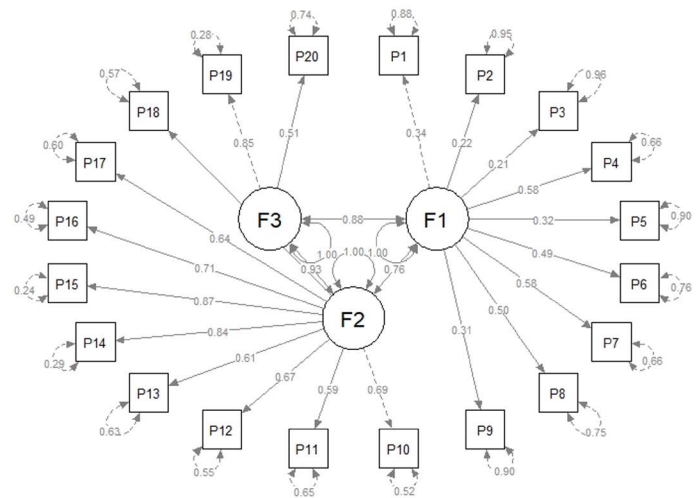 0.74 0.88
0.28 P20 P1 0.95
P19 P2
0.57 0.96
P18 P3
0.85 0.51 0.34 0.22 0.21
0.60 0.66
P17 P4
0.58
0.49 P16 F3 0.88 F1 0.32 P5 0.90
0.64
1.00 1.00 1.00
0.71 0.93 0.76 0.49
0.24 P15 0.87 P6 0.76
0.58
F2 0.50
0.84 0.31
P14 P7
0.29 0.66
0.61
P13 0.67 0.59 0.69 P8
0.63 0.75
P12 P11 P10 P9
0.55 0.65 0.52 0.90